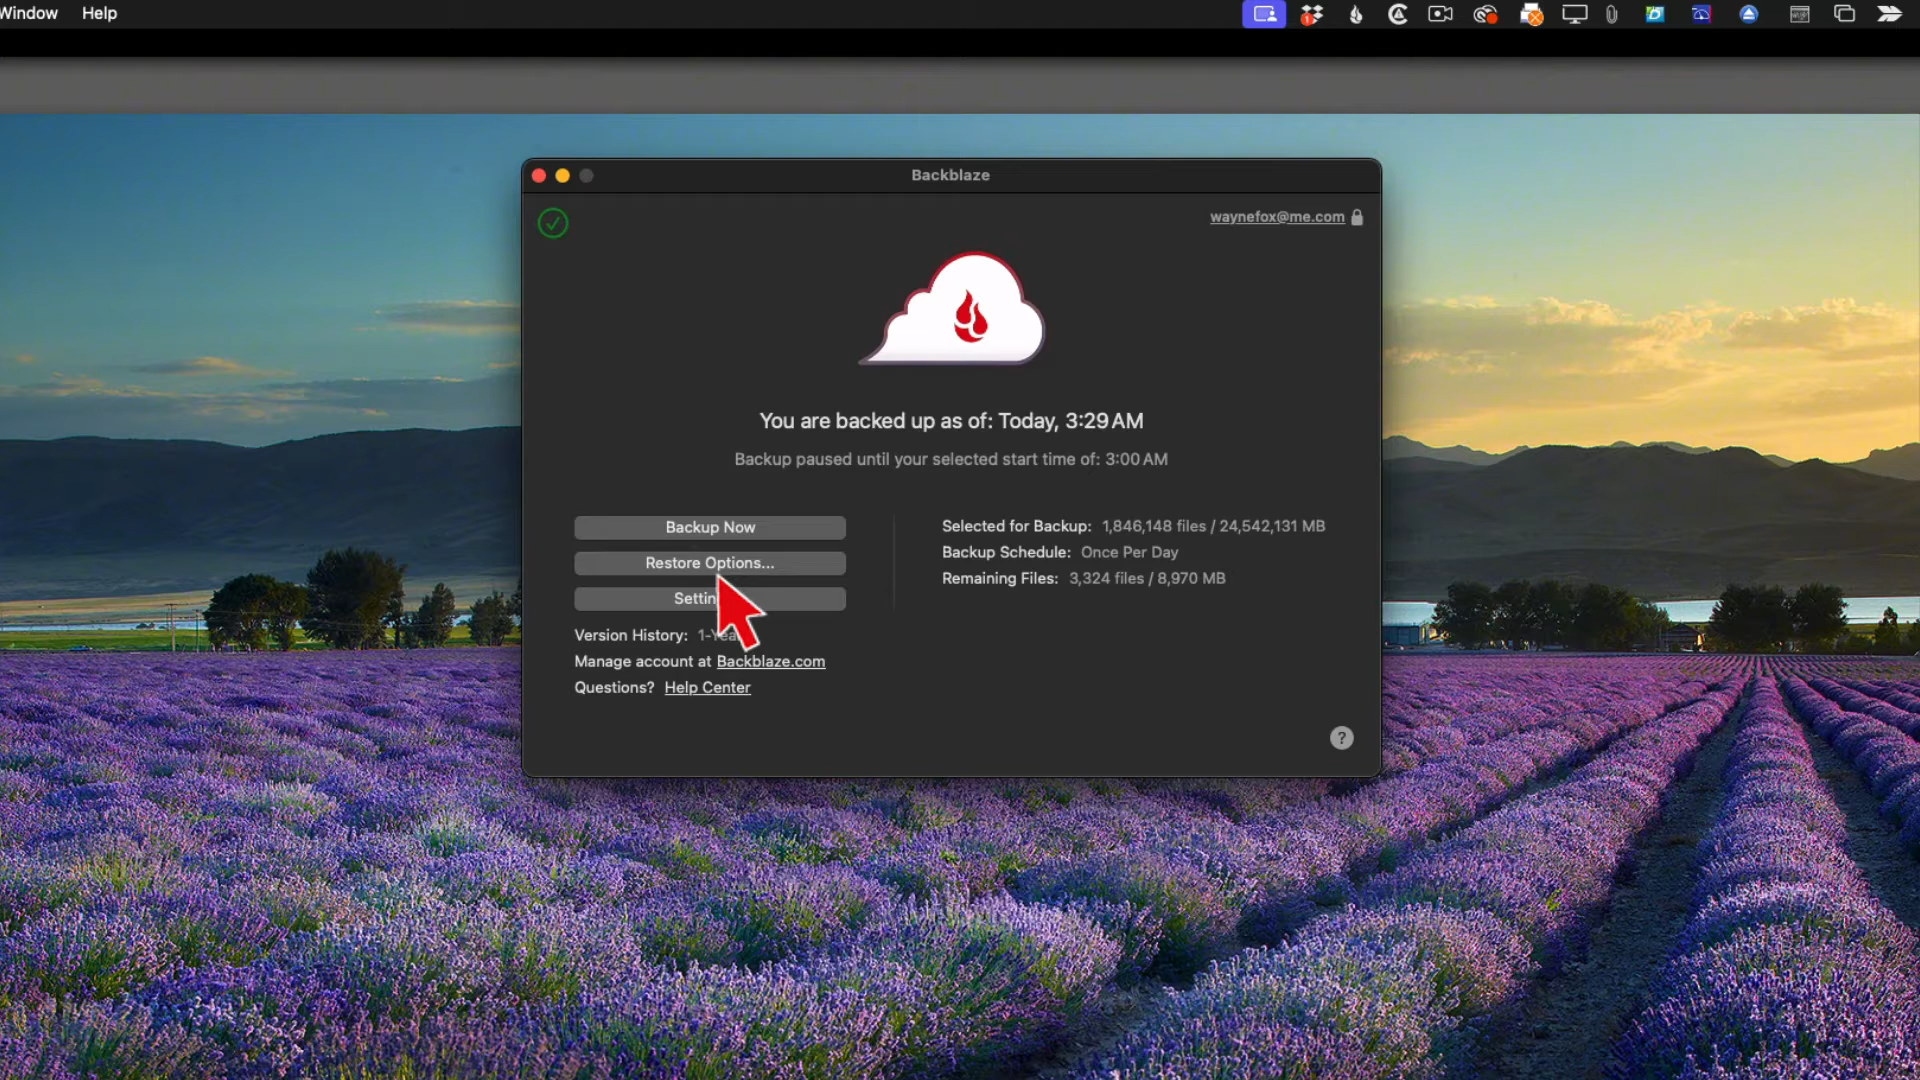 Window Help
Backblaze
waynefox@me.com
You are backed up as of: Today, 3:29 AM
Backup paused until your selected start time of: 3:00 AM
Backup Now
Restore Options...
Version History:
Manage account at Backblaze.com
Questions? Help Center
Selected for Backup: 1,846,148 files / 24,542,131 MB
Backup Schedule: Once Per Day
Remaining Files: 3,324 files / 8,970 MB
?